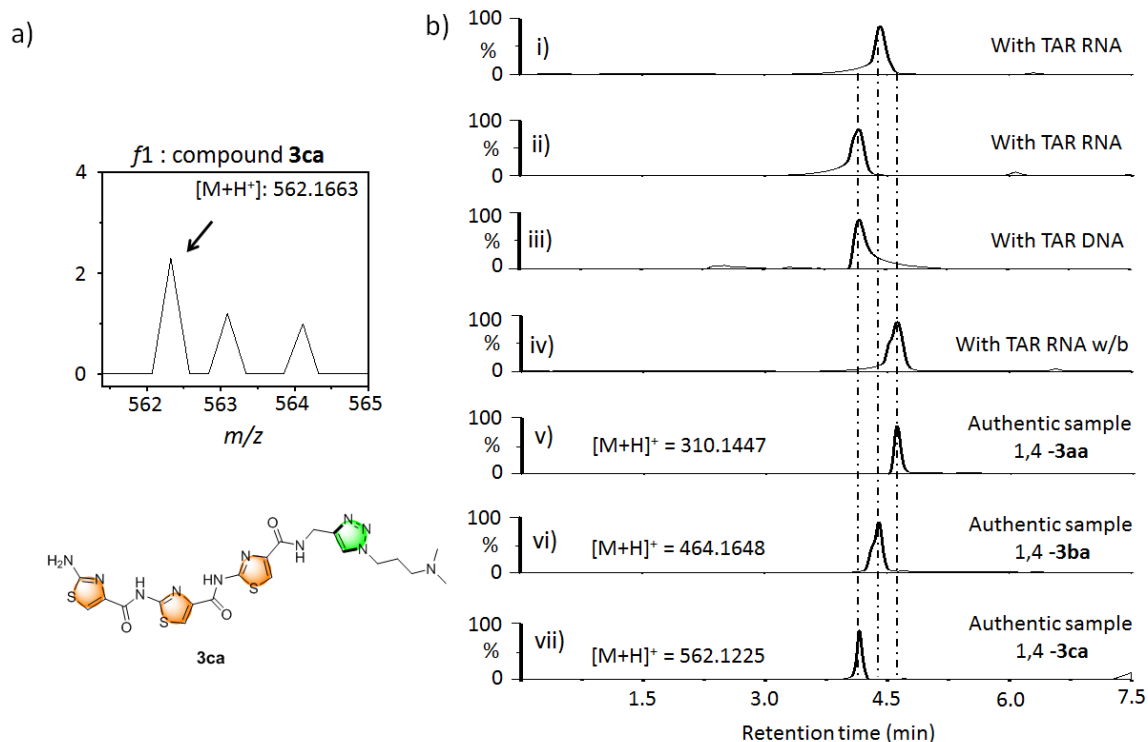 a)
f1 : compound 3ca
[M+H⁺]: 562.1663
4
2
0
562 563 564 565
m/z
H₂N
N
S
O
NH
N
S
O
NH
N
S
O
N
H
N
N
N
N
3ca
b)
100
%
0
i)
With TAR RNA
100
%
0
ii)
With TAR RNA
100
%
0
iii)
With TAR DNA
100
%
0
iv)
With TAR RNA w/b
100
%
0
v)
[M+H]⁺ = 310.1447
Authentic sample
1,4 -3aa
100
%
0
vi)
[M+H]⁺ = 464.1648
Authentic sample
1,4 -3ba
100
%
0
vii)
[M+H]⁺ = 562.1225
Authentic sample
1,4 -3ca
1.5 3.0 4.5 6.0 7.5
Retention time (min)